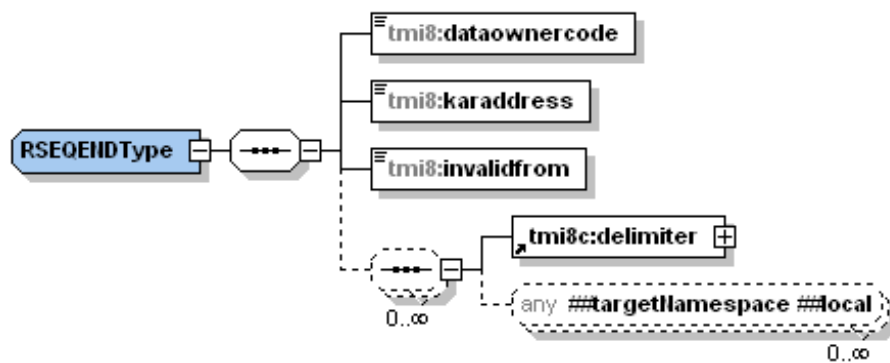 tmi8:dataownercode
tmi8:karaddress
RSEQENDType
tmi8:invalidfrom
tmi8c:delimiter
any ##targetNamespace ##local
0..∞
0..∞